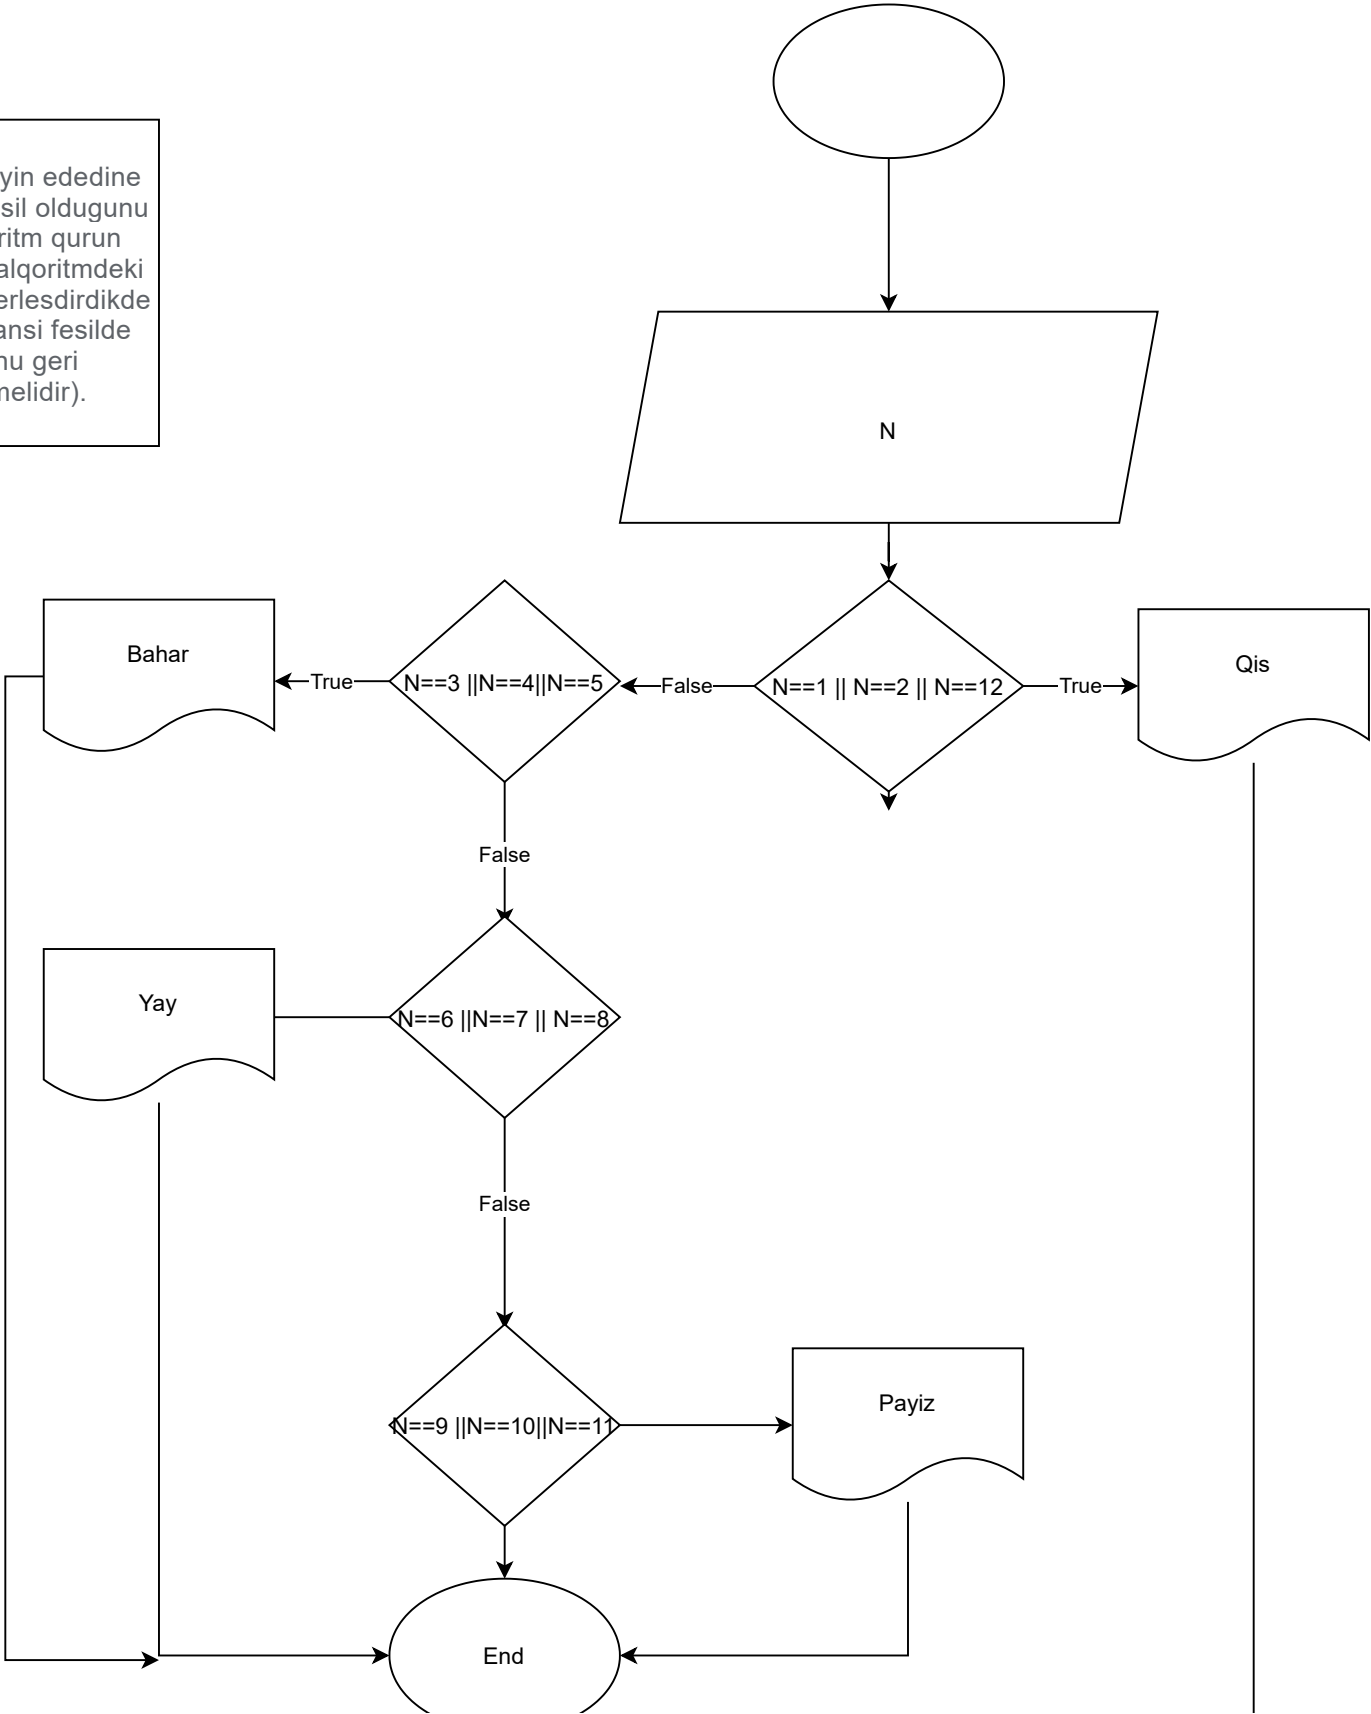 yin ededine
sil oldugunu
ritm qurun
alqoritmdeki
erlesdirdikde
ansi fesilde
nu geri
melidir).
N
Bahar
True
N==3 ||N==4||N==5
False
N==1 || N==2 || N==12
True
Qis
False
Yay
N==6 ||N==7 || N==8
False
N==9 ||N==10||N==11
Payiz
End